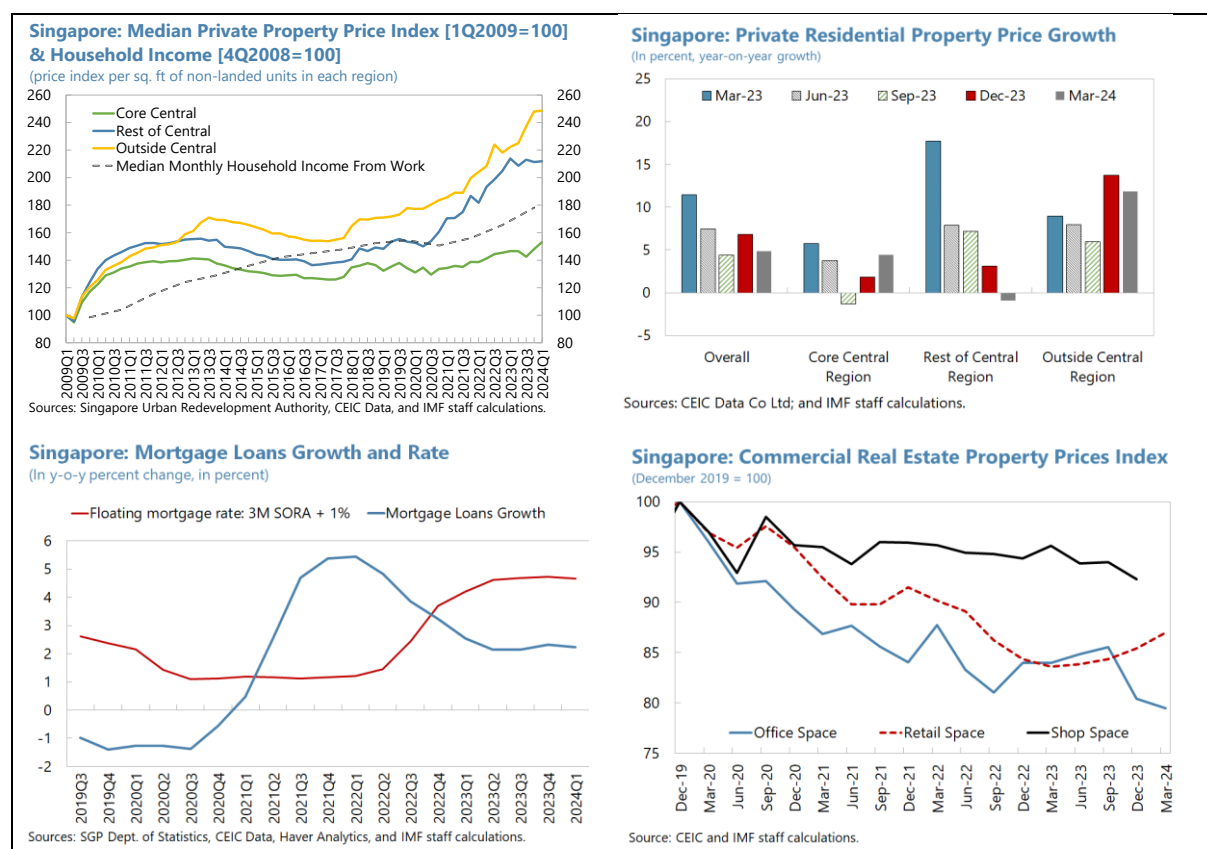 Singapore: Median Private Property Price Index [1Q2009=100]
& Household Income [4Q2008=100]
(price index per sq. ft of non-landed units in each region)
260
240
220
200
180
160
140
120
100
80
260
240
220
200
180
160
140
120
100
80
Core Central
Rest of Central
Outside Central
Median Monthly Household Income From Work
2009Q1
2009Q3
2010Q1
2010Q3
2011Q1
2011Q3
2012Q1
2012Q3
2013Q1
2013Q3
2014Q1
2014Q3
2015Q1
2015Q3
2016Q1
2016Q3
2017Q1
2017Q3
2018Q1
2018Q3
2019Q1
2019Q3
2020Q1
2020Q3
2021Q1
2021Q3
2022Q1
2022Q3
2023Q1
2023Q3
2024Q1
Sources: Singapore Urban Redevelopment Authority, CEIC Data, and IMF staff calculations.
Singapore: Private Residential Property Price Growth
(In percent, year-on-year growth)
25
20
15
10
5
0
-5
Mar-23
Jun-23
Sep-23
Dec-23
Mar-24
Overall
Core Central
Region
Rest of Central
Region
Outside Central
Region
Sources: CEIC Data Co Ltd; and IMF staff calculations.
Singapore: Mortgage Loans Growth and Rate
(In y-o-y percent change, in percent)
Floating mortgage rate: 3M SORA + 1%
Mortgage Loans Growth
6
5
4
3
2
1
0
-1
-2
2019Q3
2019Q4
2020Q1
2020Q2
2020Q3
2020Q4
2021Q1
2021Q2
2021Q3
2021Q4
2022Q1
2022Q2
2022Q3
2022Q4
2023Q1
2023Q2
2023Q3
2023Q4
2024Q1
Sources: SGP Dept. of Statistics, CEIC Data, Haver Analytics, and IMF staff calculations.
Singapore: Commercial Real Estate Property Prices Index
(December 2019 = 100)
100
95
90
85
80
75
Office Space
Retail Space
Shop Space
Dec-19
Mar-20
Jun-20
Sep-20
Dec-20
Mar-21
Jun-21
Sep-21
Dec-21
Mar-22
Jun-22
Sep-22
Dec-22
Mar-23
Jun-23
Sep-23
Dec-23
Mar-24
Source: CEIC and IMF staff calculations.